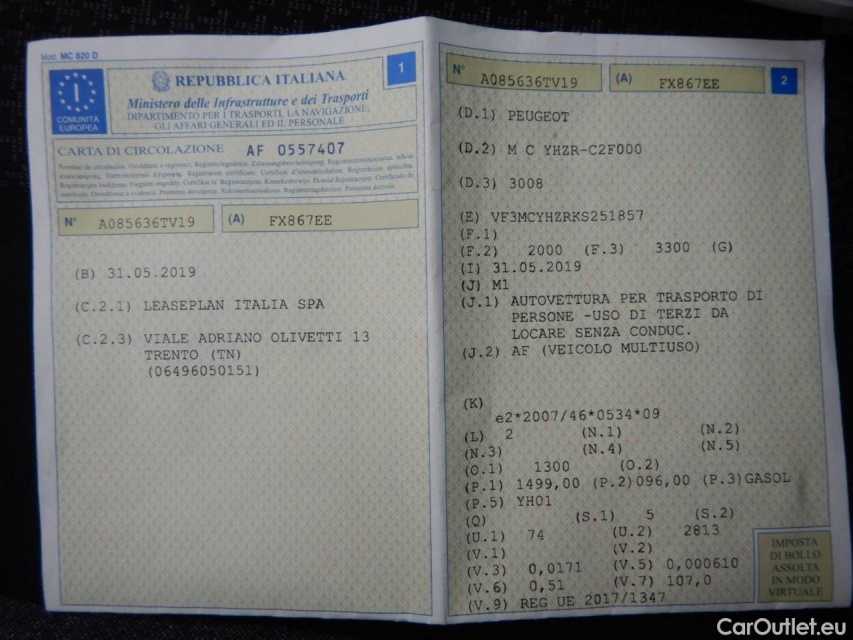 Mod. MC 820 D
REPUBBLICA ITALIANA
1
I
COMUNITÀ
EUROPEA
Ministero delle Infrastrutture e dei Trasporti
DIPARTIMENTO PER I TRASPORTI, LA NAVIGAZIONE,
GLI AFFARI GENERALI ED IL PERSONALE
CARTA DI CIRCOLAZIONE AF 0557407
N° A085636TV19 (A) FX867EE
(B) 31.05.2019
(C.2.1) LEASEPLAN ITALIA SPA
(C.2.3) VIALE ADRIANO OLIVETTI 13
TRENTO (TN)
(06496050151)
N° A085636TV19 (A) FX867EE 2
(D.1) PEUGEOT
(D.2) M C YHZR-C2F000
(D.3) 3008
(E) VF3MCYHZRKS251857
(F.1)
(F.2) 2000 (F.3) 3300 (G)
(I) 31.05.2019
(J) M1
(J.1) AUTOVETTURA PER TRASPORTO DI
PERSONE -USO DI TERZI DA
LOCARE SENZA CONDUC.
(J.2) AF (VEICOLO MULTIUSO)
(K)
e2*2007/46*0534*09
(L) 2 (N.1) (N.2)
(N.3) (N.4) (N.5)
(O.1) 1300 (O.2)
(P.1) 1499,00 (P.2)096,00 (P.3)GASOL
(P.5) YH01
(Q) (S.1) 5 (S.2)
(U.1) 74 (U.2) 2813
(V.1) (V.2)
(V.3) 0,0171 (V.5) 0,000610
(V.6) 0,51 (V.7) 107,0
(V.9) REG UE 2017/1347
IMPOSTA
DI BOLLO
ASSOLTA
IN MODO
VIRTUALE
CarOutlet.eu